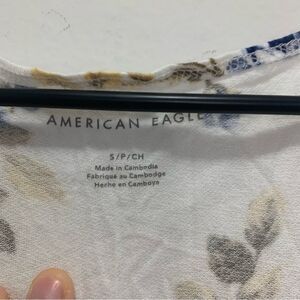 AMERICAN EAGLE
S/P/CH
Made in Cambodia
Fabriqué au Cambodge
Hecho en Camboya